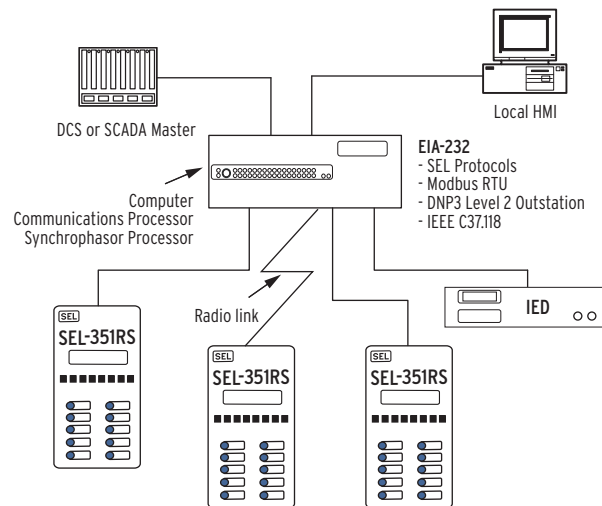 DCS or SCADA Master
Local HMI
EIA-232
- SEL Protocols
- Modbus RTU
- DNP3 Level 2 Outstation
- IEEE C37.118
Computer
Communications Processor
Synchrophasor Processor
Radio link
SEL
SEL-351RS
SEL
SEL-351RS
SEL
SEL-351RS
IED